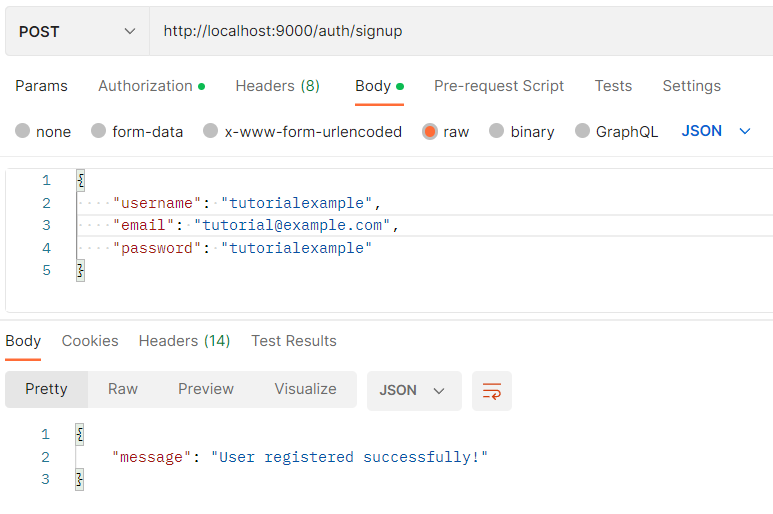 POST http://localhost:9000/auth/signup
Params Authorization Headers (8) Body Pre-request Script Tests Settings
none form-data x-www-form-urlencoded raw binary GraphQL JSON
1 {
2 ····"username":·"tutorialexample",
3 ····"email":·"tutorial@example.com",
4 ····"password":·"tutorialexample"
5 }
Body Cookies Headers (14) Test Results
Pretty Raw Preview Visualize JSON
1 {
2 "message": "User registered successfully!"
3 }